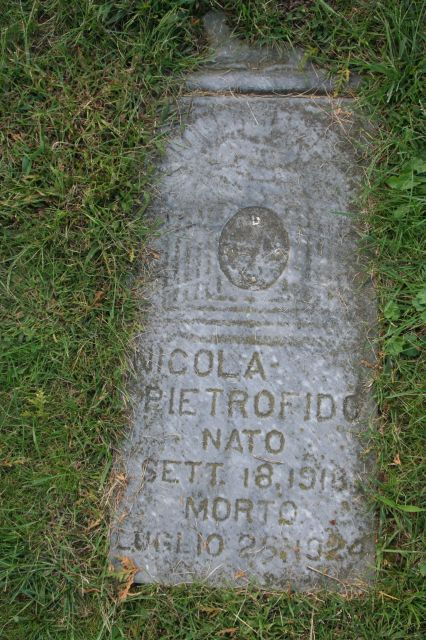 NICOLA
PIETROFIDO
NATO
SETT. 18, 1918
MORTO
LUGLIO 25, 1924